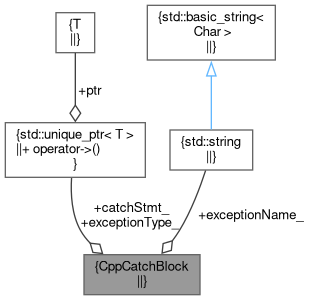 {T
||}
{std::basic_string<
Char >
||}
+ptr
{std::unique_ptr< T >
||+ operator->()
}
{std::string
||}
+catchStmt_
+exceptionType_
+exceptionName_
{CppCatchBlock
||}